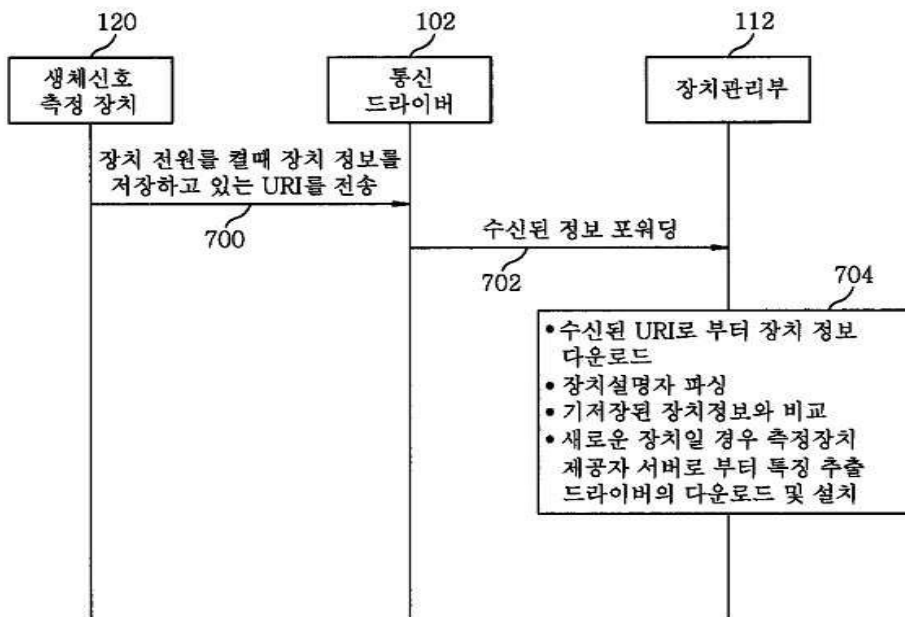 120
102
112
생체신호
측정 장치
통신
드라이버
장치관리부
장치 전원를 켤때 장치 정보를
저장하고 있는 URI를 전송
700
수신된 정보 포워딩
702
704
• 수신된 URI로 부터 장치 정보
다운로드
• 장치설명자 파싱
• 기저장된 장치정보와 비교
• 새로운 장치일 경우 측정장치
제공자 서버로 부터 특징 추출
드라이버의 다운로드 및 설치